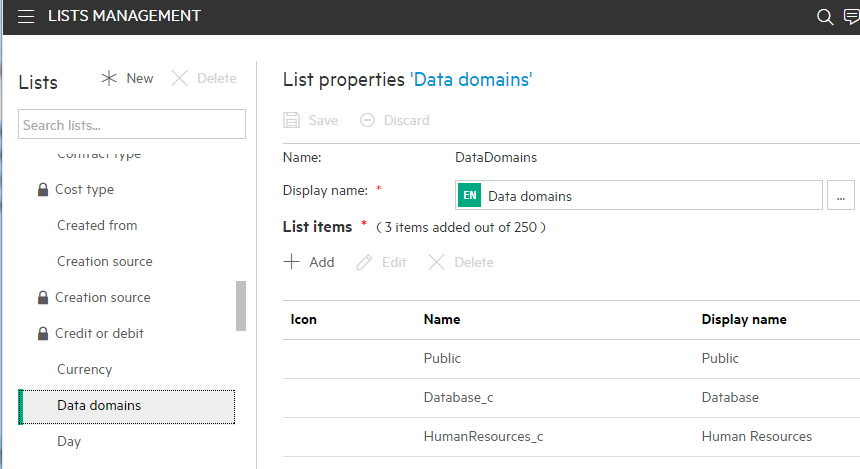 LISTS MANAGEMENT
Lists
New
Delete
Search lists...
Contract type
Cost type
Created from
Creation source
Creation source
Credit or debit
Currency
Data domains
Day
List properties 'Data domains'
Save
Discard
Name:
DataDomains
Display name: *
EN
Data domains
...
List items * ( 3 items added out of 250 )
Add
Edit
Delete
Icon
Name
Display name
Public
Public
Database_c
Database
HumanResources_c
Human Resources